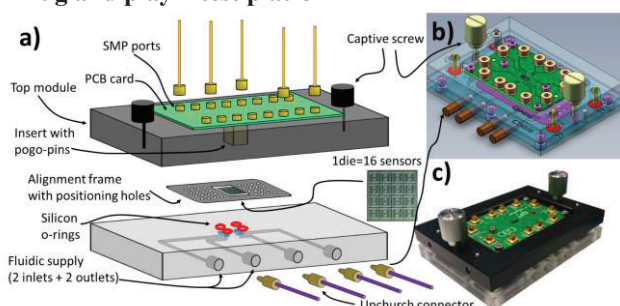 a)
SMP ports
PCB card
Top module
Insert with
pogo-pins
Alignment frame
with positioning holes
Silicon
o-rings
Fluidic supply
(2 inlets + 2 outlets)
Captive screw
1die=16 sensors
Upchurch connector
b)
c)